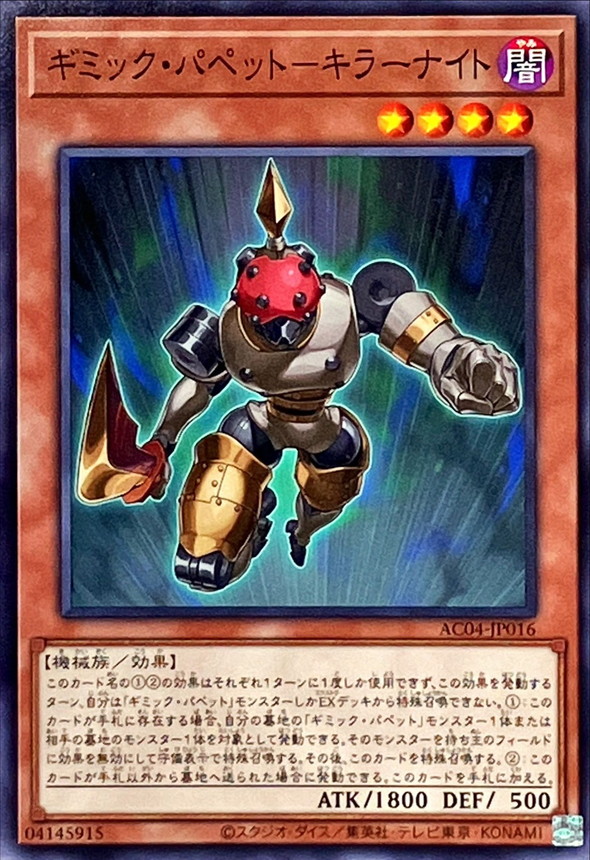 ギミック・パペット－キラーナイト
闇
AC04-JP016
【機械族／効果】
このカード名の①②の効果はそれぞれ１ターンに１度しか使用できず、この効果を発動する
ターン、自分は「ギミック・パペット」モンスターしかEXデッキから特殊召喚できない。①：この
カードが手札に存在する場合、自分の墓地の「ギミック・パペット」モンスター１体または
相手の墓地のモンスター１体を対象として発動できる。そのモンスターを持ち主のフィールド
に効果を無効にして守備表示で特殊召喚する。その後、このカードを特殊召喚する。②：この
カードが手札以外から墓地へ送られた場合に発動できる。このカードを手札に加える。
ATK/1800 DEF/ 500
04145915 ©スタジオ・ダイス／集英社・テレビ東京・KONAMI